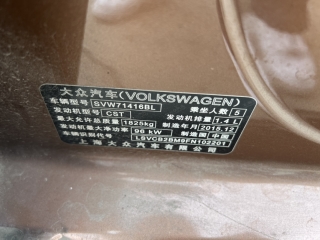 大众汽车(VOLKSWAGEN)
车辆型号 SVW71416BL 乘坐人数 5
发动机型号 CST 发动机排量 1.4 L
最大允许总质量 1825kg 制造年月 2015.12
发动机最大净功率 96 kW 制造国 中国
车辆识别代号 LSVCB2BM6FN102201
上海大众汽车有限公司